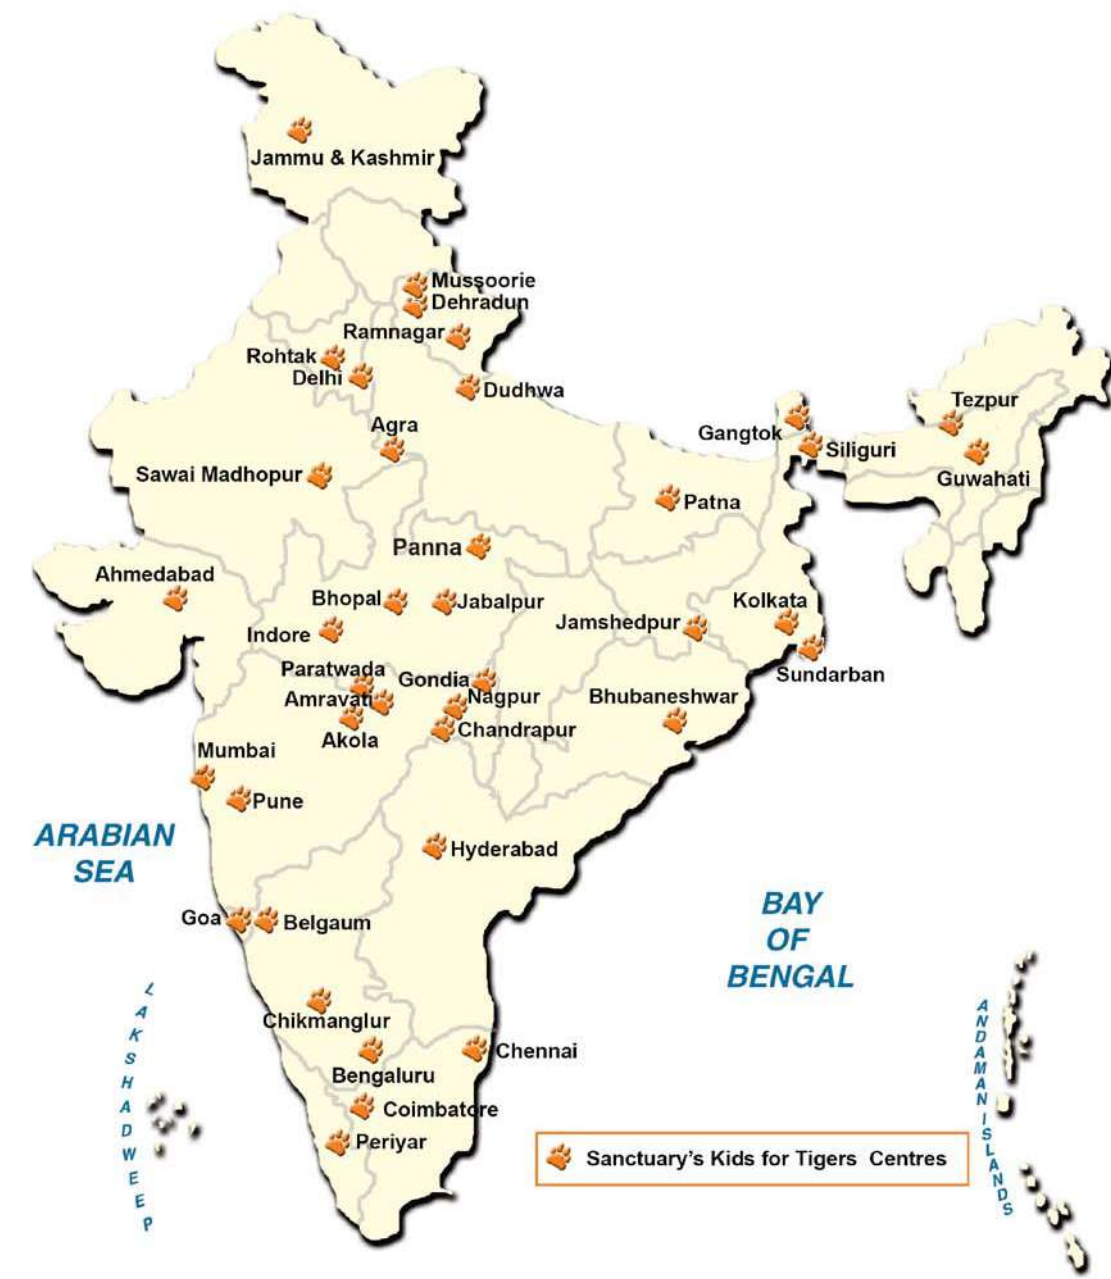 Jammu & Kashmir
Mussoorie
Dehradun
Ramnagar
Rohtak
Delhi
Dudhwa
Tezpur
Agra
Gangtok
Siliguri
Sawai Madhopur
Guwahati
Patna
Panna
Ahmedabad
Bhopal
Jabalpur
Kolkata
Jamshedpur
Indore
Paratwada
Gondia
Sundarban
Amravati
Nagpur
Bhubaneshwar
Akola
Chandrapur
Mumbai
Pune
ARABIAN
SEA
Hyderabad
BAY
OF
BENGAL
Goa
Belgaum
LAKSHADWEEP
ANDAMAN ISLANDS
Chikmanglur
Chennai
Bengaluru
Coimbatore
Periyar
Sanctuary's Kids for Tigers Centres